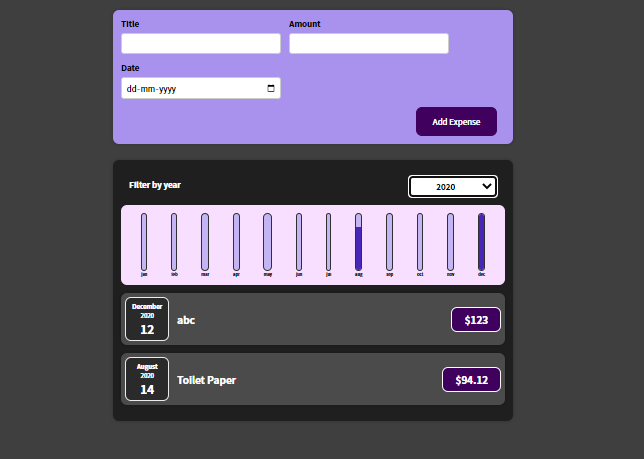 Title Amount
Date
dd-mm-yyyy
Add Expense
Filter by year
2020
jan feb mar apr may jun jul aug sep oct nov dec
December
2020
12
abc
$123
August
2020
14
Toilet Paper
$94.12